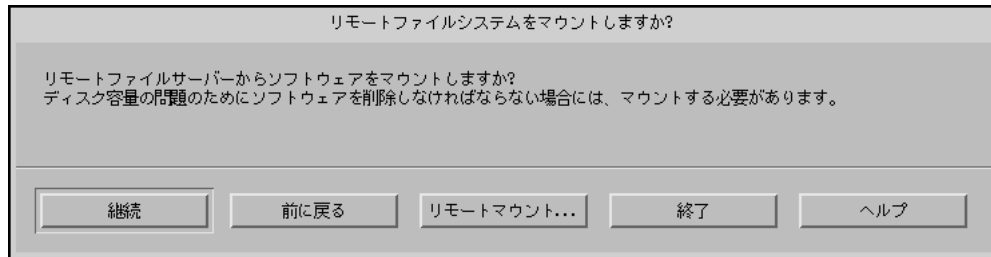 リモートファイルシステムをマウントしますか?
リモートファイルサーバーからソフトウェアをマウントしますか?
ディスク容量の問題のためにソフトウェアを削除しなければならない場合には、マウントする必要があります。
継続
前に戻る
リモートマウント...
終了
ヘルプ